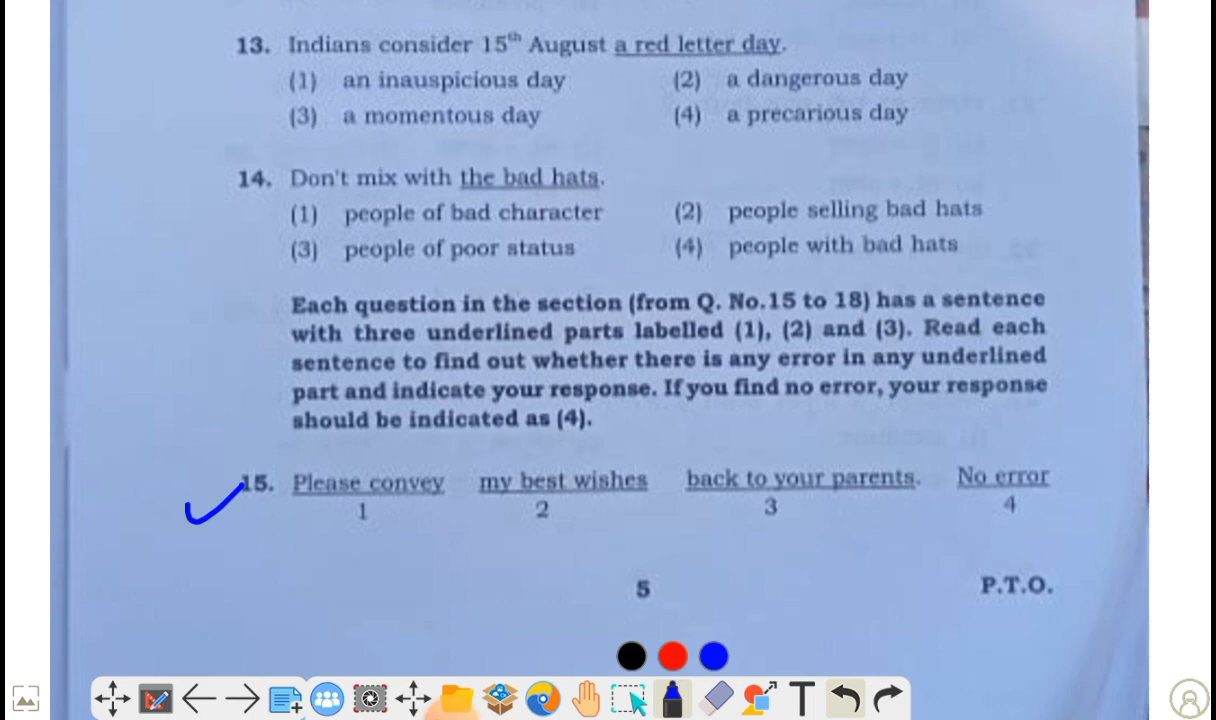 13. Indians consider 15th August a red letter day.
(1) an inauspicious day (2) a dangerous day
(3) a momentous day (4) a precarious day
14. Don't mix with the bad hats.
(1) people of bad character (2) people selling bad hats
(3) people of poor status (4) people with bad hats
Each question in the section (from Q. No.15 to 18) has a sentence
with three underlined parts labelled (1), (2) and (3). Read each
sentence to find out whether there is any error in any underlined
part and indicate your response. If you find no error, your response
should be indicated as (4).
15. Please convey my best wishes back to your parents. No error
1 2 3 4
5 P.T.O.
T